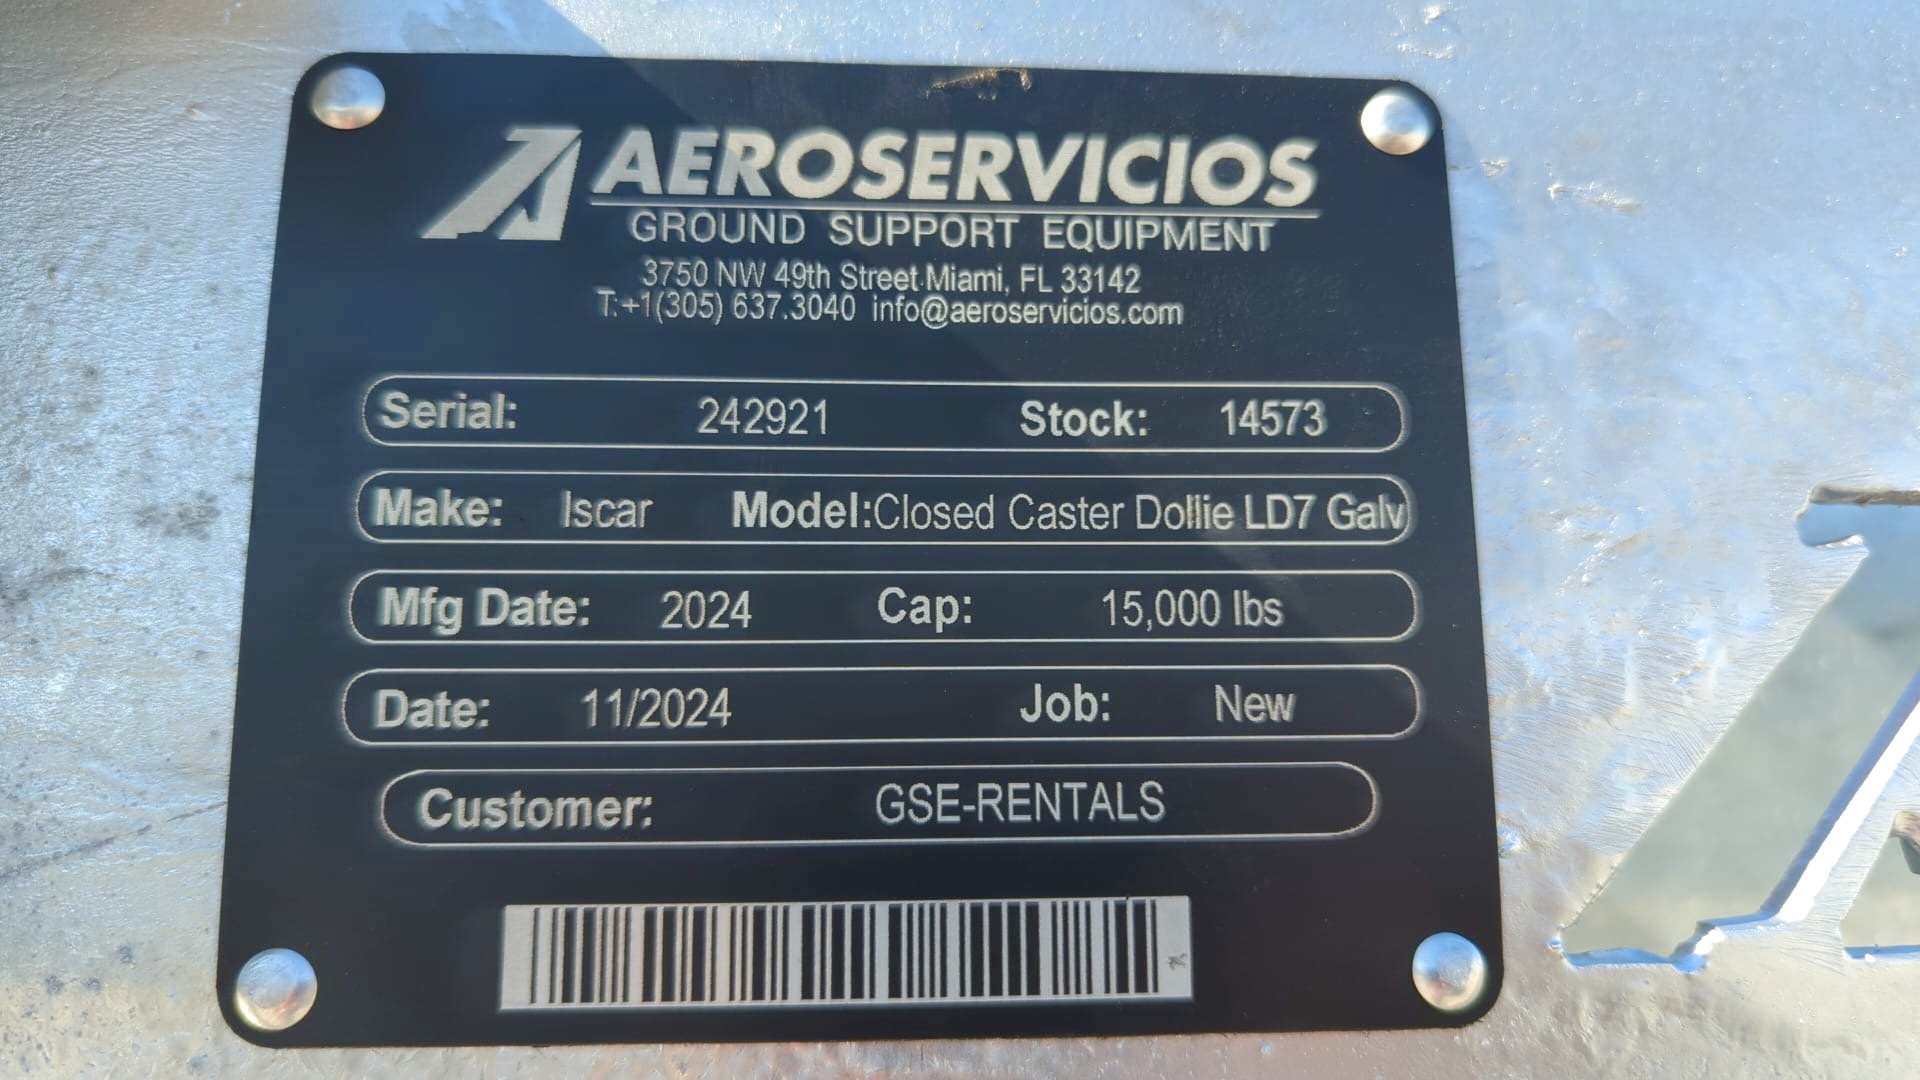 AEROSERVICIOS
GROUND SUPPORT EQUIPMENT
3750 NW 49th Street Miami, FL 33142
T:+1(305) 637.3040 info@aeroservicios.com
Serial: 242921 Stock: 14573
Make: Iscar Model:Closed Caster Dollie LD7 Galv
Mfg Date: 2024 Cap: 15,000 lbs
Date: 11/2024 Job: New
Customer: GSE-RENTALS